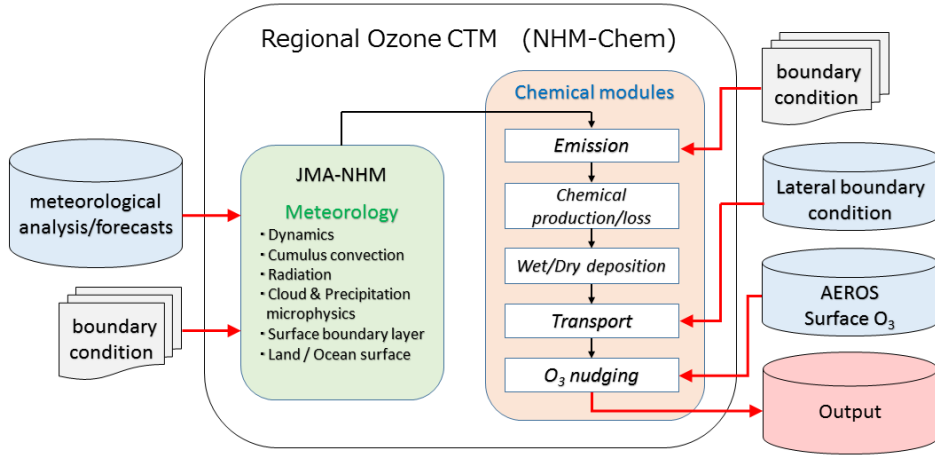 Regional Ozone CTM (NHM-Chem)
meteorological
analysis/forecasts
boundary
condition
JMA-NHM
Meteorology
・Dynamics
・Cumulus convection
・Radiation
・Cloud & Precipitation
microphysics
・Surface boundary layer
・Land / Ocean surface
Chemical modules
Emission
Chemical
production/loss
Wet/Dry deposition
Transport
O₃ nudging
boundary
condition
Lateral boundary
condition
AEROS
Surface O₃
Output